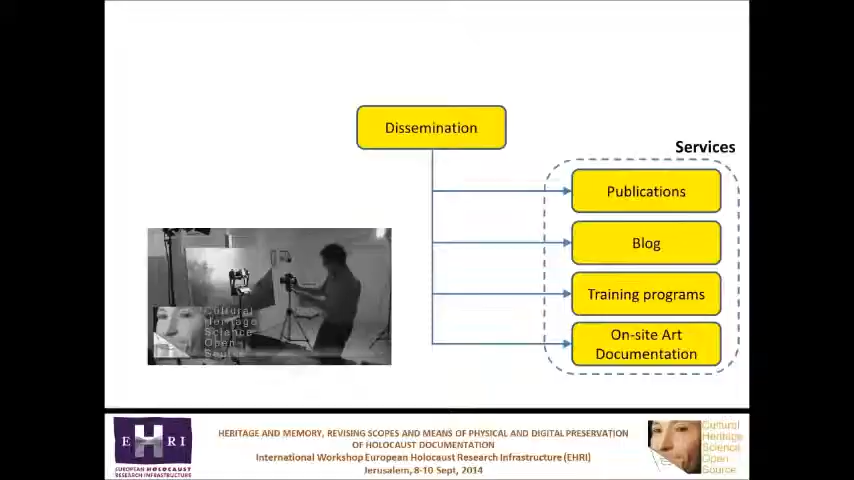 Dissemination
Services
Publications
Blog
Training programs
On-site Art
Documentation
Cultural
Heritage
Science
Open
Source
EHRI
EUROPEAN HOLOCAUST
RESEARCH INFRASTRUCTURE
HERITAGE AND MEMORY, REVISING SCOPES AND MEANS OF PHYSICAL AND DIGITAL PRESERVATION
OF HOLOCAUST DOCUMENTATION
International Workshop European Holocaust Research Infrastructure (EHRI)
Jerusalem, 8-10 Sept, 2014
Cultural
Heritage
Science
Open
Source